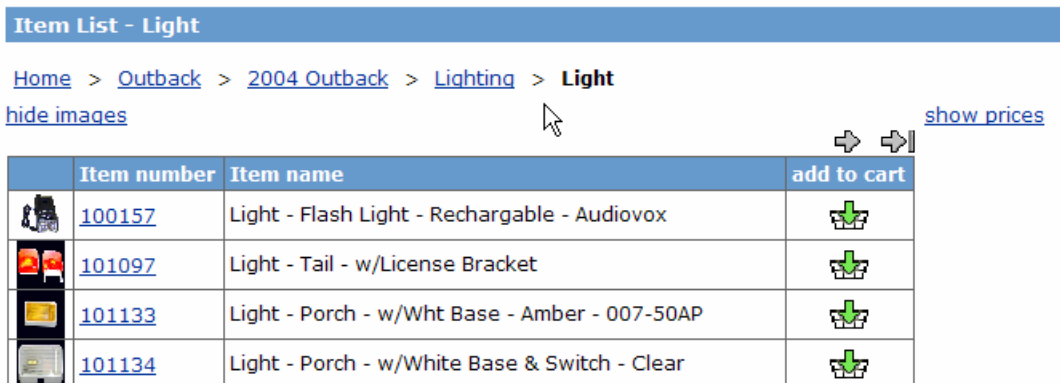 Item List - Light
Home > Outback > 2004 Outback > Lighting > Light
hide images show prices
Item number Item name add to cart
100157 Light - Flash Light - Rechargable - Audiovox
101097 Light - Tail - w/License Bracket
101133 Light - Porch - w/Wht Base - Amber - 007-50AP
101134 Light - Porch - w/White Base & Switch - Clear